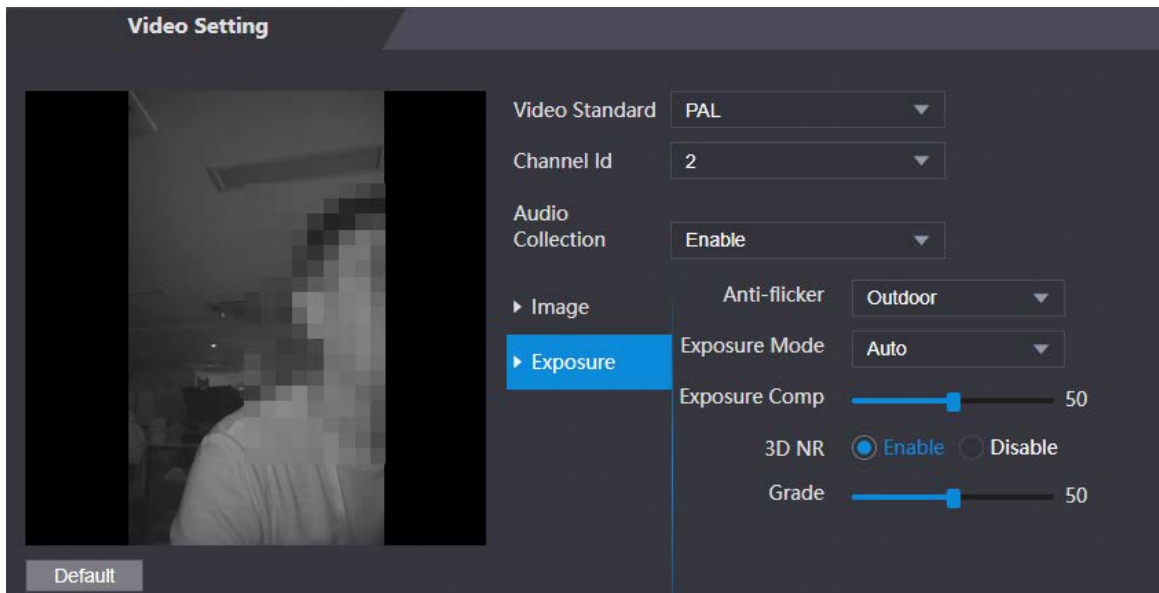 Video Setting
Video Standard PAL
Channel Id 2
Audio
Collection Enable
Image
Exposure
Anti-flicker Outdoor
Exposure Mode Auto
Exposure Comp 50
3D NR Enable Disable
Grade 50
Default